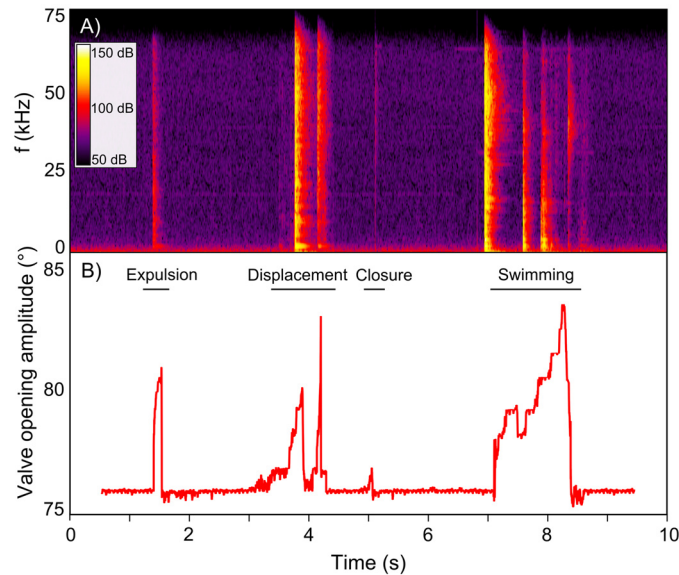 75
A)
150 dB
100 dB
50 dB
50
25
0
f (kHz)
B)
Expulsion Displacement Closure Swimming
85
80
75
Valve opening amplitude (°)
0 2 4 6 8 10
Time (s)